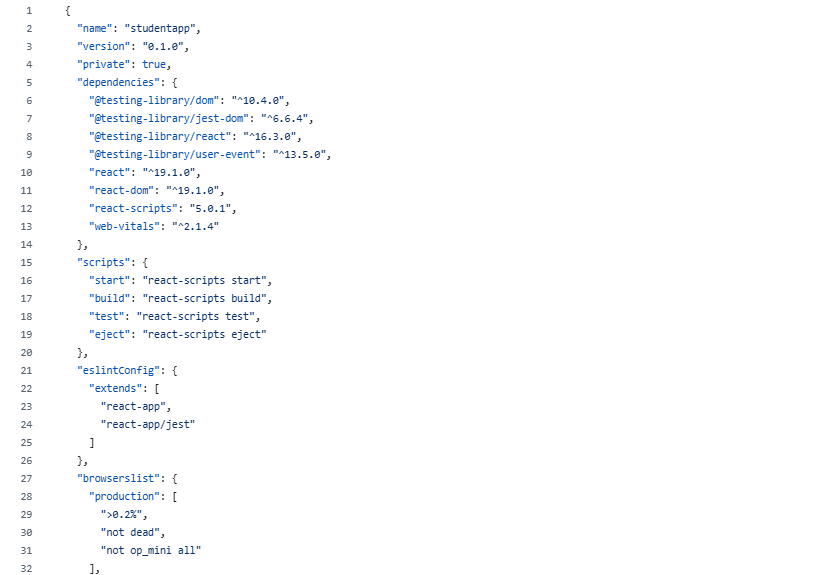 1 {
2 "name": "studentapp",
3 "version": "0.1.0",
4 "private": true,
5 "dependencies": {
6 "@testing-library/dom": "^10.4.0",
7 "@testing-library/jest-dom": "^6.6.4",
8 "@testing-library/react": "^16.3.0",
9 "@testing-library/user-event": "^13.5.0",
10 "react": "^19.1.0",
11 "react-dom": "^19.1.0",
12 "react-scripts": "5.0.1",
13 "web-vitals": "^2.1.4"
14 },
15 "scripts": {
16 "start": "react-scripts start",
17 "build": "react-scripts build",
18 "test": "react-scripts test",
19 "eject": "react-scripts eject"
20 },
21 "eslintConfig": {
22 "extends": [
23 "react-app",
24 "react-app/jest"
25 ]
26 },
27 "browserslist": {
28 "production": [
29 ">0.2%",
30 "not dead",
31 "not op_mini all"
32 ],